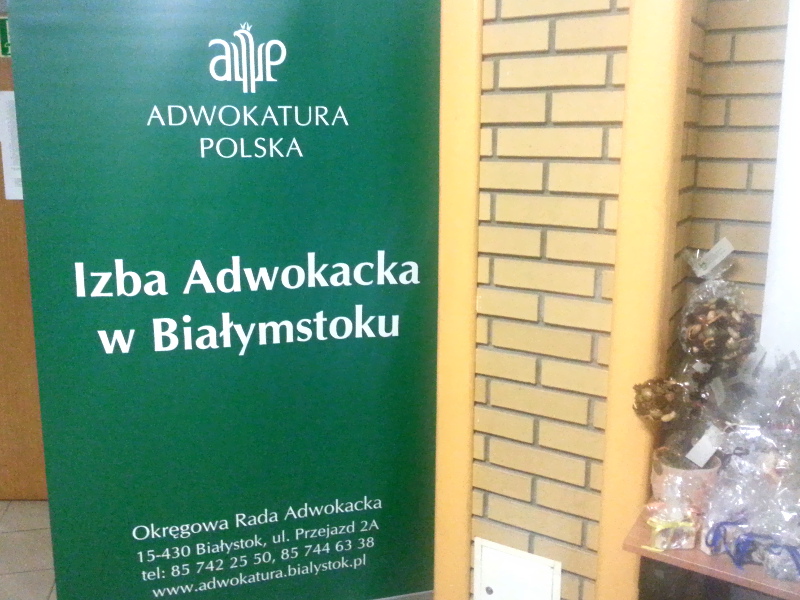 ap
ADWOKATURA
POLSKA
Izba Adwokacka
w Białymstoku
Okręgowa Rada Adwokacka
15-430 Białystok, ul. Przejazd 2A
tel: 85 742 25 50, 85 744 63 38
www.adwokatura.bialystok.pl